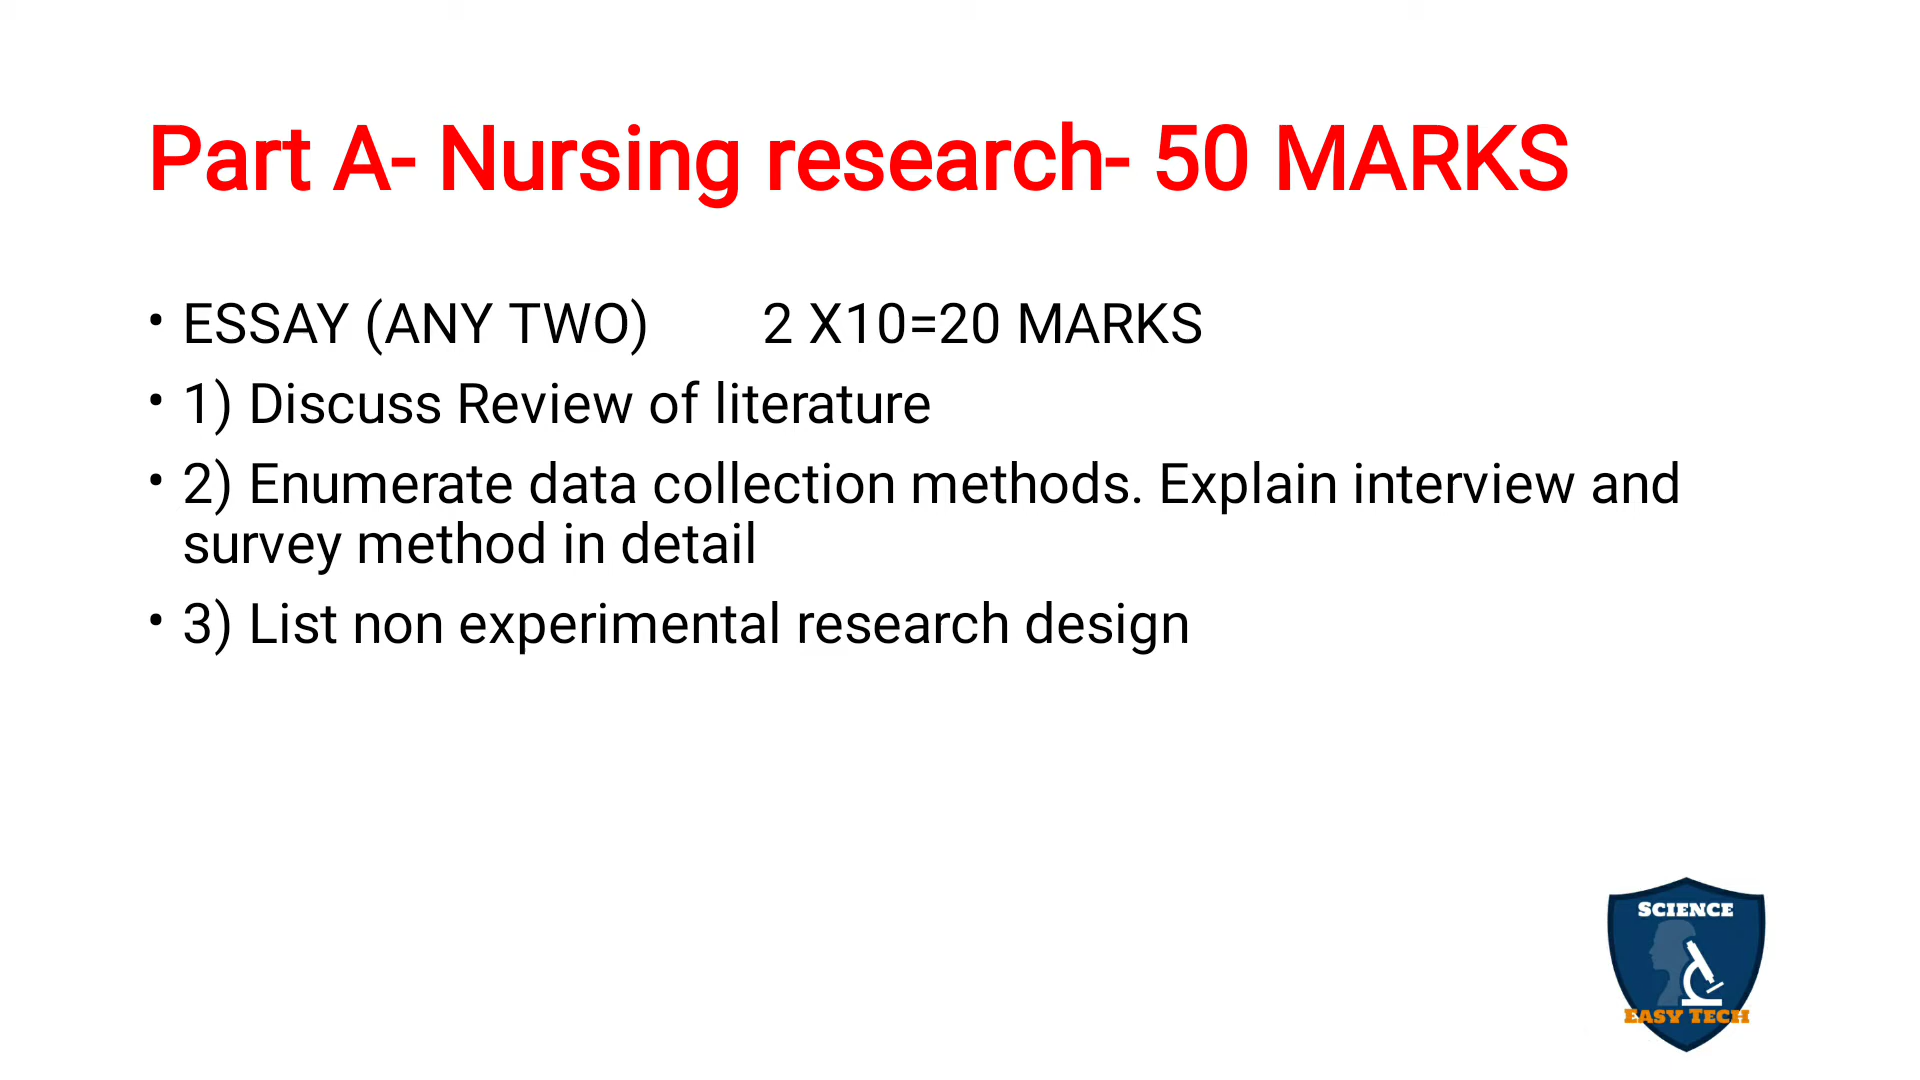 Part A- Nursing research- 50 MARKS
• ESSAY (ANY TWO) 2 X10=20 MARKS
• 1) Discuss Review of literature
• 2) Enumerate data collection methods. Explain interview and
survey method in detail
• 3) List non experimental research design
SCIENCE
EASY TECH